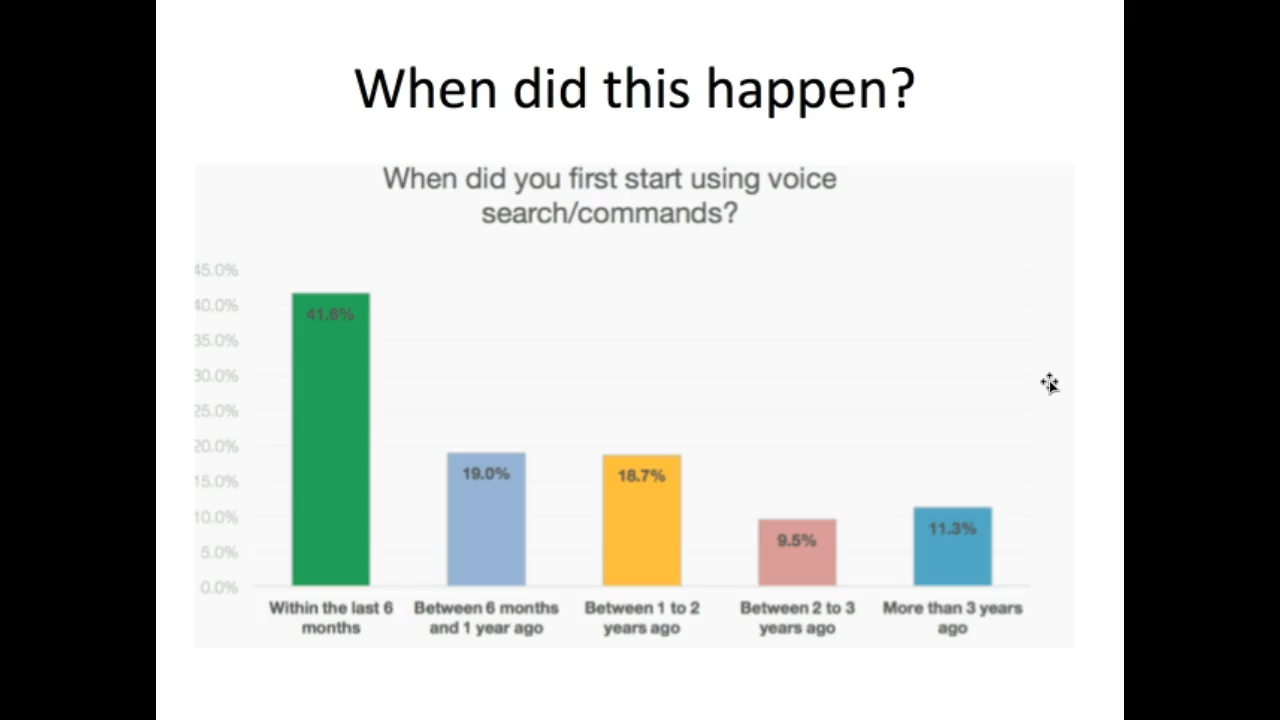 When did this happen?
When did you first start using voice
search/commands?
45.0%
40.0%
35.0%
30.0%
25.0%
20.0%
15.0%
10.0%
5.0%
0.0%
41.6%
19.0%
18.7%
9.5%
11.3%
Within the last 6
months
Between 6 months
and 1 year ago
Between 1 to 2
years ago
Between 2 to 3
years ago
More than 3 years
ago